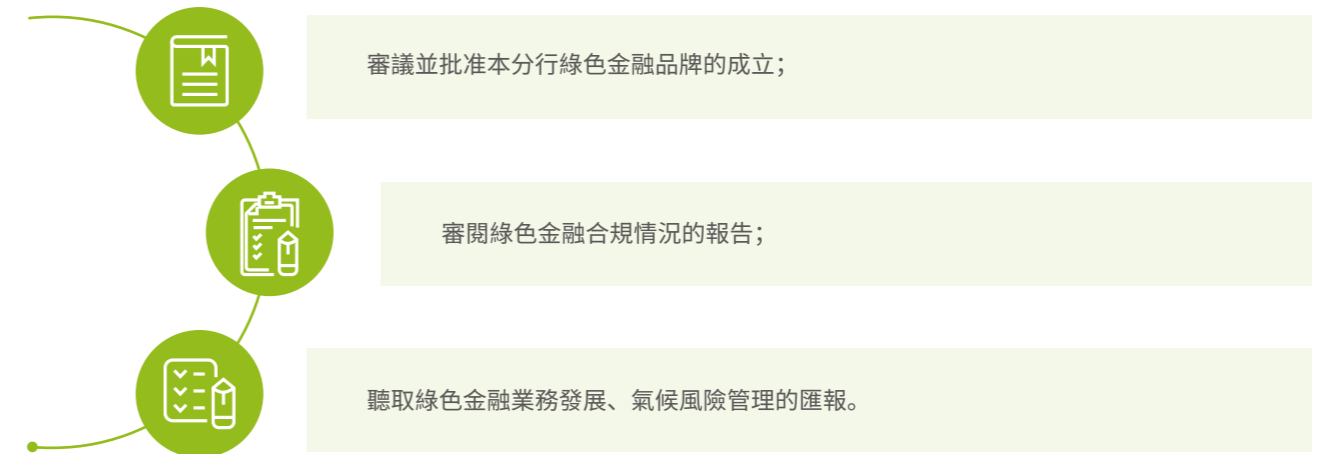 審議並批准本分行綠色金融品牌的成立；
審閱綠色金融合規情況的報告；
聽取綠色金融業務發展、氣候風險管理的匯報。